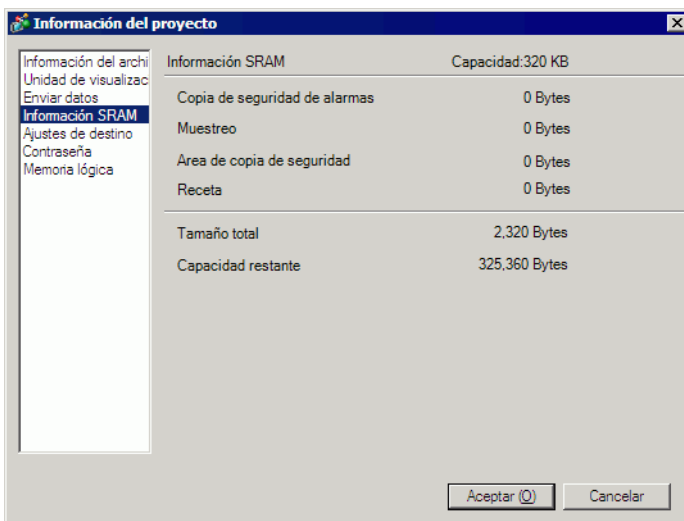 Información del proyecto
Información del archi
Unidad de visualizac
Enviar datos
Información SRAM
Ajustes de destino
Contraseña
Memoria lógica
Información SRAM Capacidad:320 KB
Copia de seguridad de alarmas 0 Bytes
Muestreo 0 Bytes
Area de copia de seguridad 0 Bytes
Receta 0 Bytes
Tamaño total 2,320 Bytes
Capacidad restante 325,360 Bytes
Aceptar (O) Cancelar